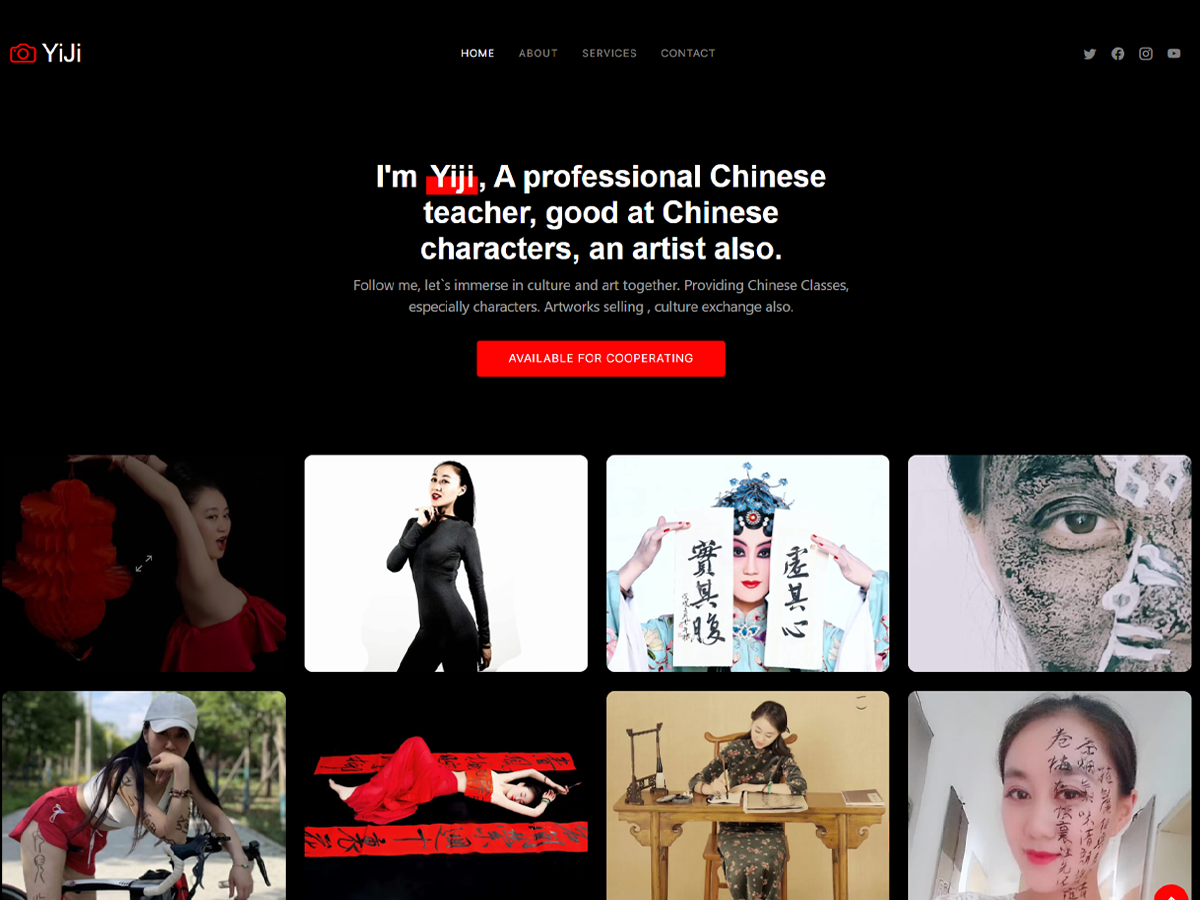 YiJi
HOME ABOUT SERVICES CONTACT
I'm Yiji, A professional Chinese
teacher, good at Chinese
characters, an artist also.
Follow me, let`s immerse in culture and art together. Providing Chinese Classes,
especially characters. Artworks selling , culture exchange also.
AVAILABLE FOR COOPERATING
虛其心
實其腹